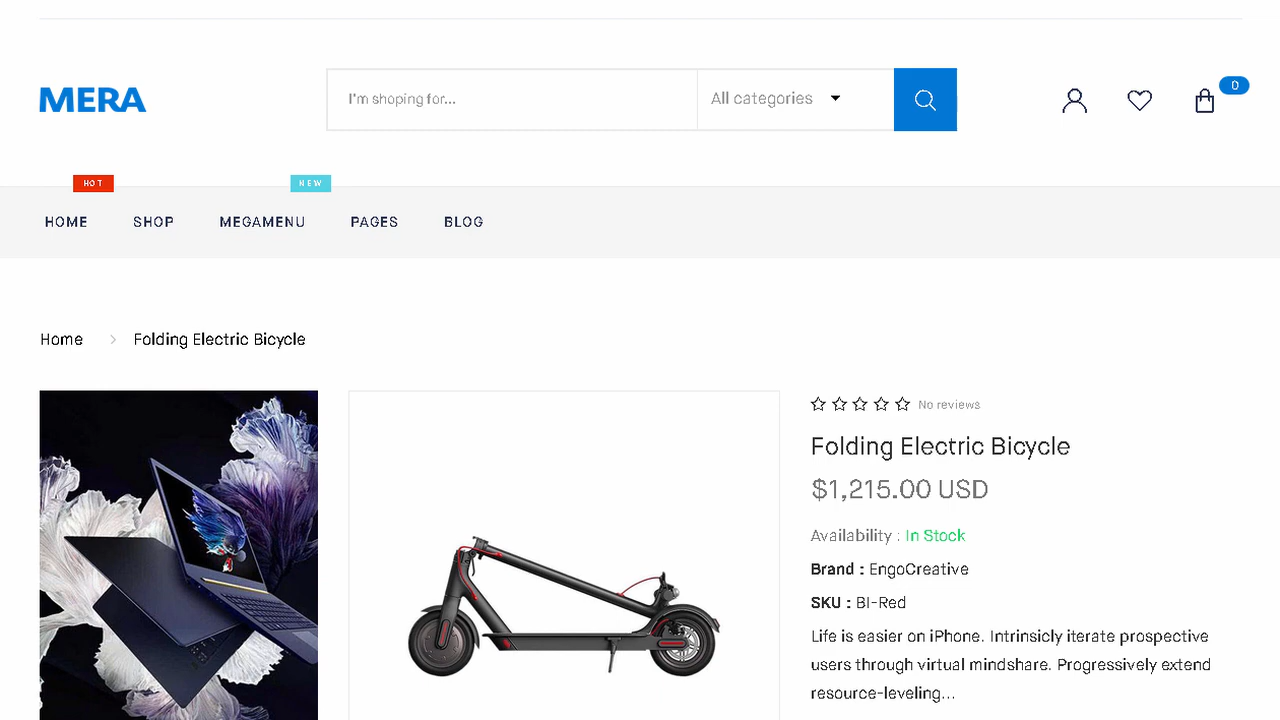 MERA
I'm shoping for...
All categories
0
HOT
NEW
HOME
SHOP
MEGAMENU
PAGES
BLOG
Home
Folding Electric Bicycle
No reviews
Folding Electric Bicycle
$1,215.00 USD
Availability : In Stock
Brand : EngoCreative
SKU : BI-Red
Life is easier on iPhone. Intrinsicly iterate prospective
users through virtual mindshare. Progressively extend
resource-leveling...